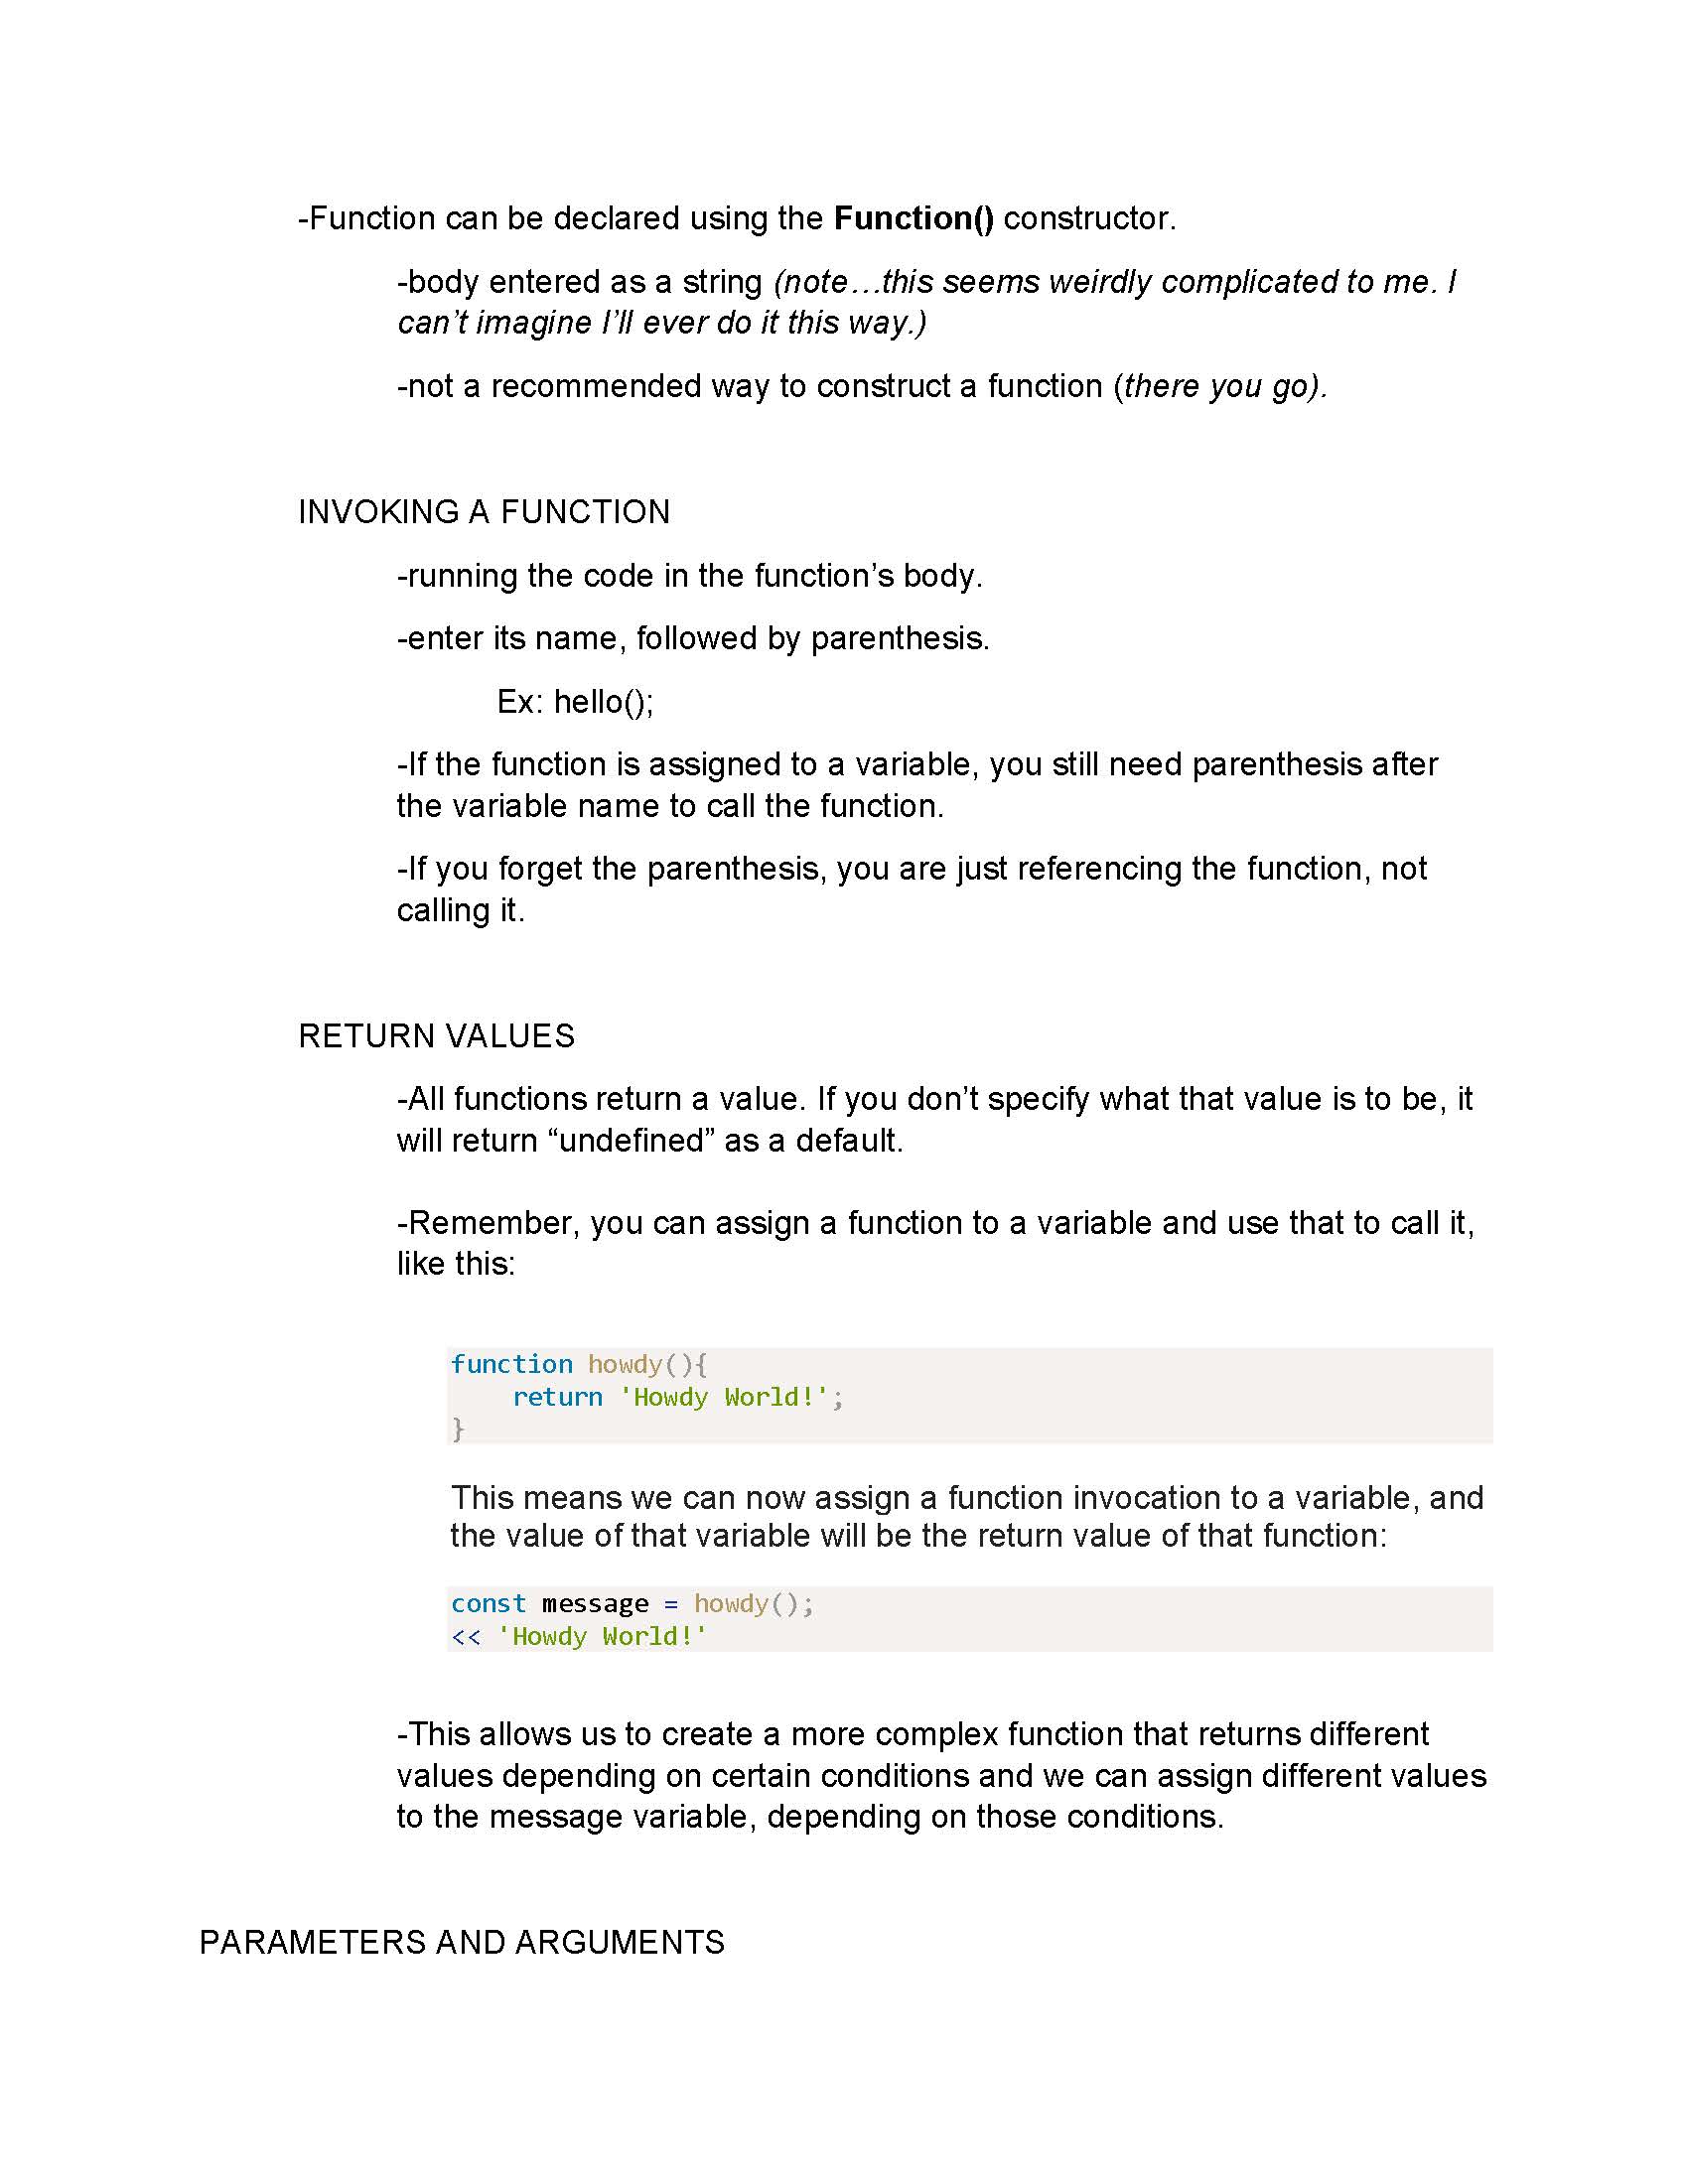 -Function can be declared using the Function() constructor.
-body entered as a string (note…this seems weirdly complicated to me. I
can’t imagine I’ll ever do it this way.)
-not a recommended way to construct a function (there you go).
INVOKING A FUNCTION
-running the code in the function’s body.
-enter its name, followed by parenthesis.
Ex: hello();
-If the function is assigned to a variable, you still need parenthesis after
the variable name to call the function.
-If you forget the parenthesis, you are just referencing the function, not
calling it.
RETURN VALUES
-All functions return a value. If you don’t specify what that value is to be, it
will return “undefined” as a default.
-Remember, you can assign a function to a variable and use that to call it,
like this:
function howdy(){
    return 'Howdy World!';
}
This means we can now assign a function invocation to a variable, and
the value of that variable will be the return value of that function:
const message = howdy();
<< 'Howdy World!'
-This allows us to create a more complex function that returns different
values depending on certain conditions and we can assign different values
to the message variable, depending on those conditions.
PARAMETERS AND ARGUMENTS